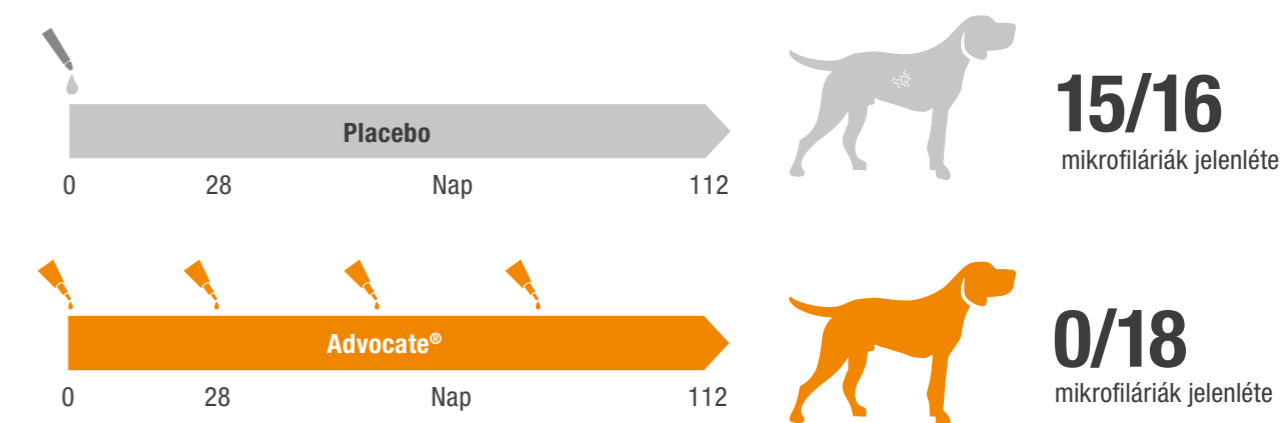 Placebo
0 28 Nap 112
15/16
mikrofiláriák jelenléte
Advocate®
0 28 Nap 112
0/18
mikrofiláriák jelenléte